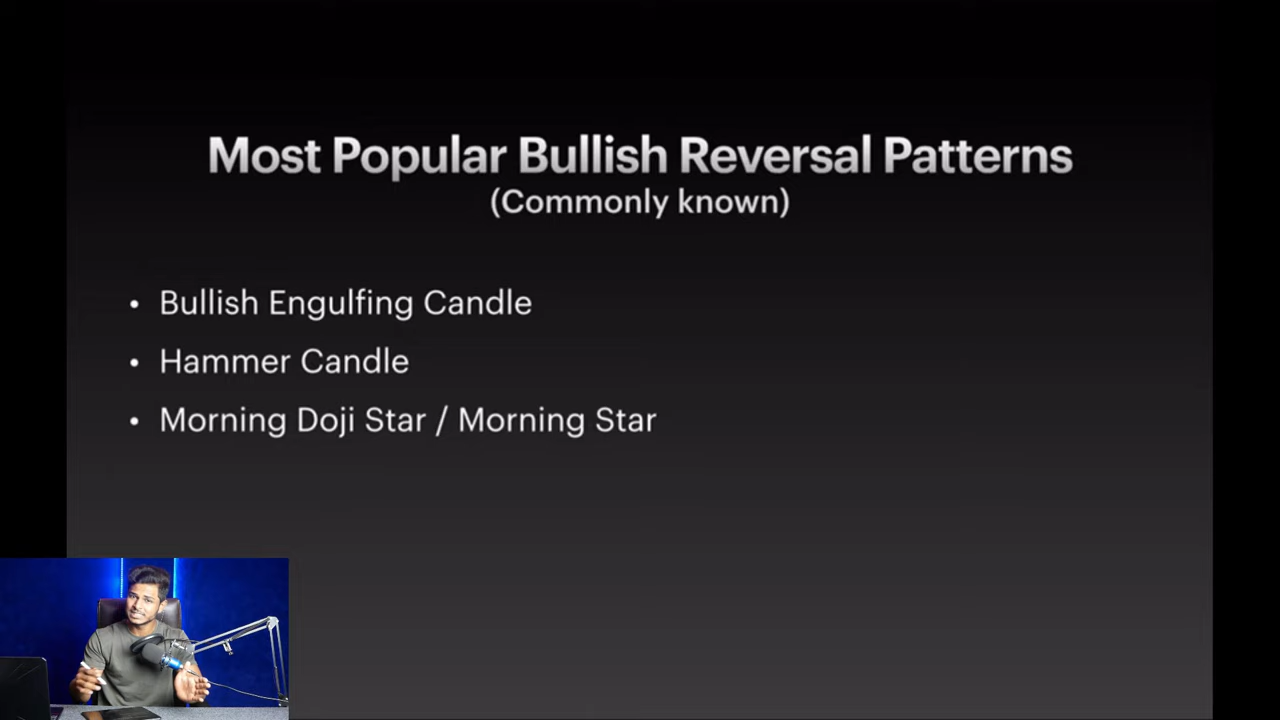 Most Popular Bullish Reversal Patterns
(Commonly known)
• Bullish Engulfing Candle
• Hammer Candle
• Morning Doji Star / Morning Star